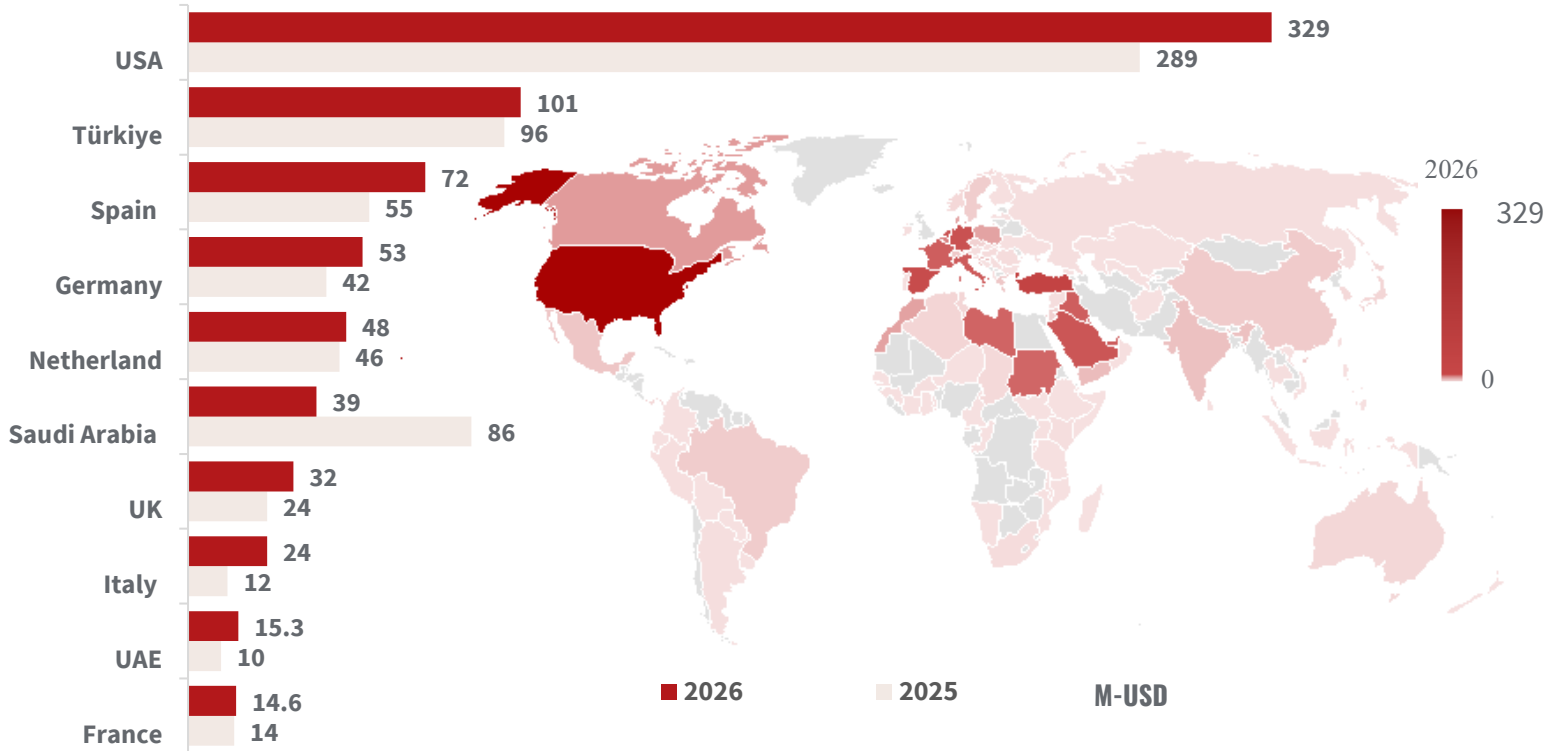 329
USA
289
101
Türkiye
96
72
Spain
55
53
Germany
42
48
Netherland
46
39
Saudi Arabia
86
32
UK
24
24
Italy
12
15.3
UAE
10
14.6
France
14
2026
329
0
2026
2025
M-USD